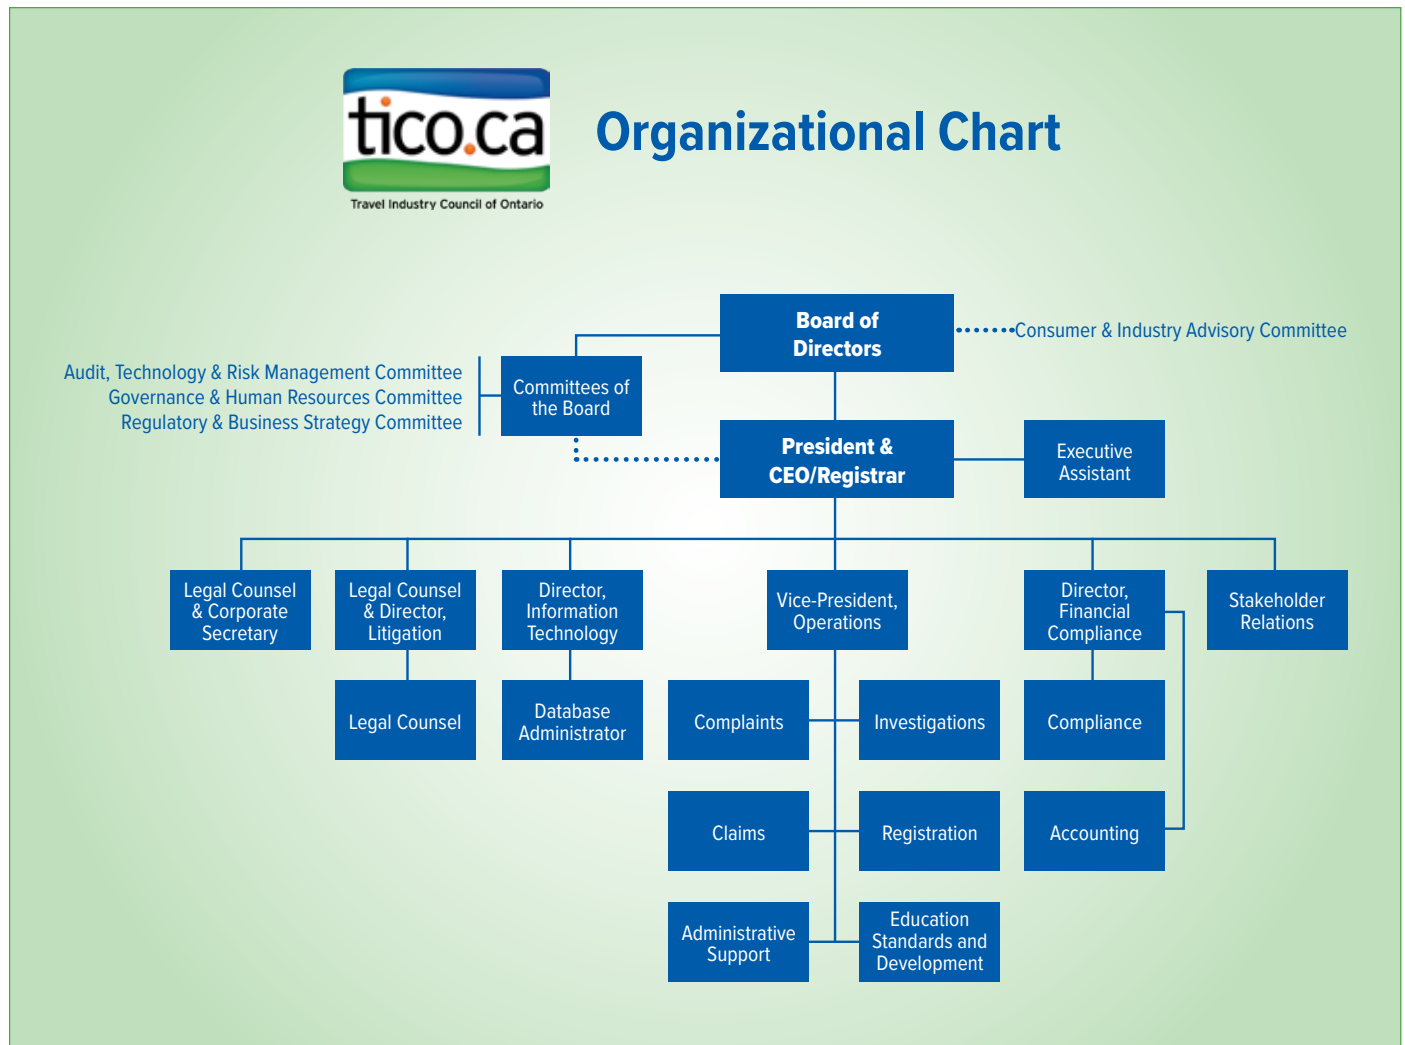 tico.ca
Travel Industry Council of Ontario
Organizational Chart
Board of
Directors
Consumer & Industry Advisory Committee
Audit, Technology & Risk Management Committee
Governance & Human Resources Committee
Regulatory & Business Strategy Committee
Committees of
the Board
President &
CEO/Registrar
Executive
Assistant
Legal Counsel
& Corporate
Secretary
Legal Counsel
& Director,
Litigation
Director,
Information
Technology
Vice-President,
Operations
Director,
Financial
Compliance
Stakeholder
Relations
Legal Counsel
Database
Administrator
Complaints
Investigations
Compliance
Claims
Registration
Accounting
Administrative
Support
Education
Standards and
Development